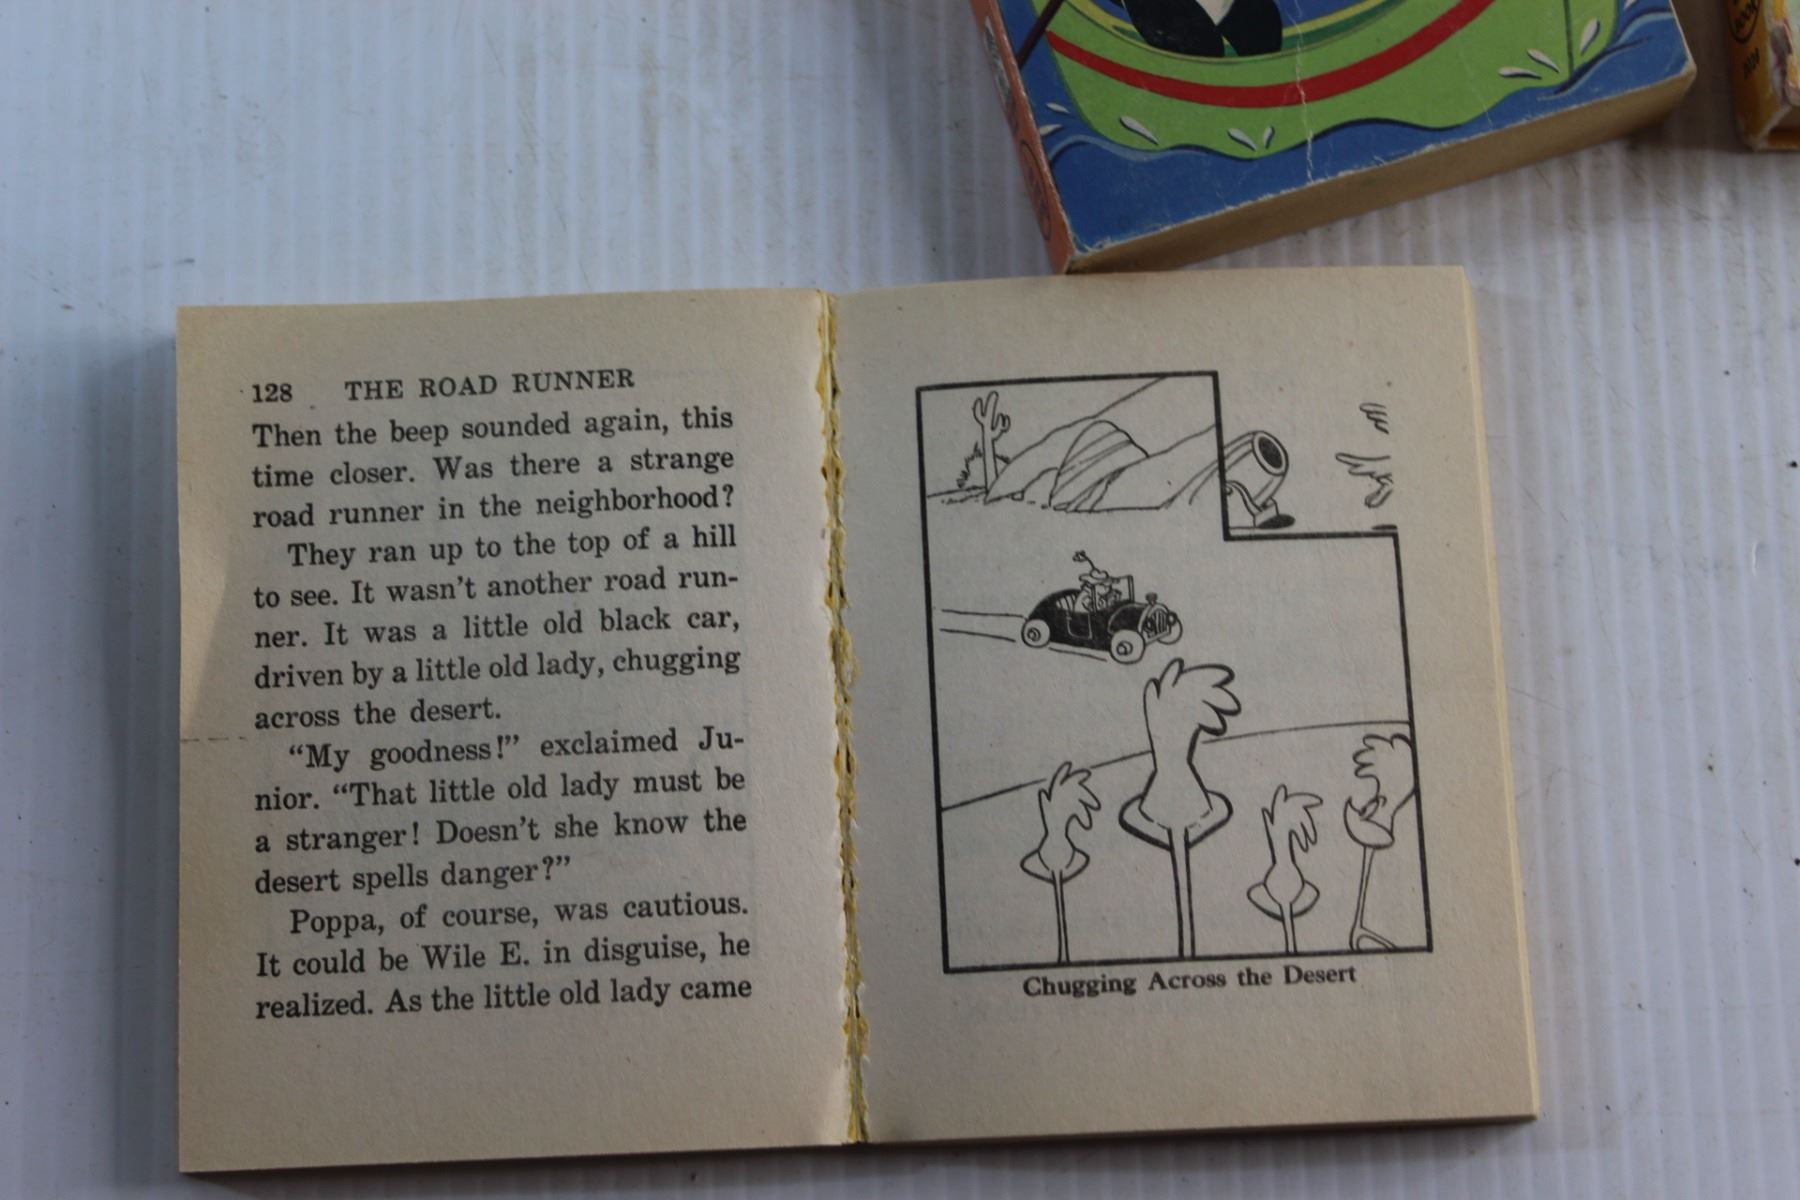 128 THE ROAD RUNNER
Then the beep sounded again, this
time closer. Was there a strange
road runner in the neighborhood?
They ran up to the top of a hill
to see. It wasn't another road run-
ner. It was a little old black car,
driven by a little old lady, chugging
across the desert.
“My goodness!” exclaimed Ju-
nior. “That little old lady must be
a stranger! Doesn't she know the
desert spells danger?”
Poppa, of course, was cautious.
It could be Wile E. in disguise, he
realized. As the little old lady came
Chugging Across the Desert